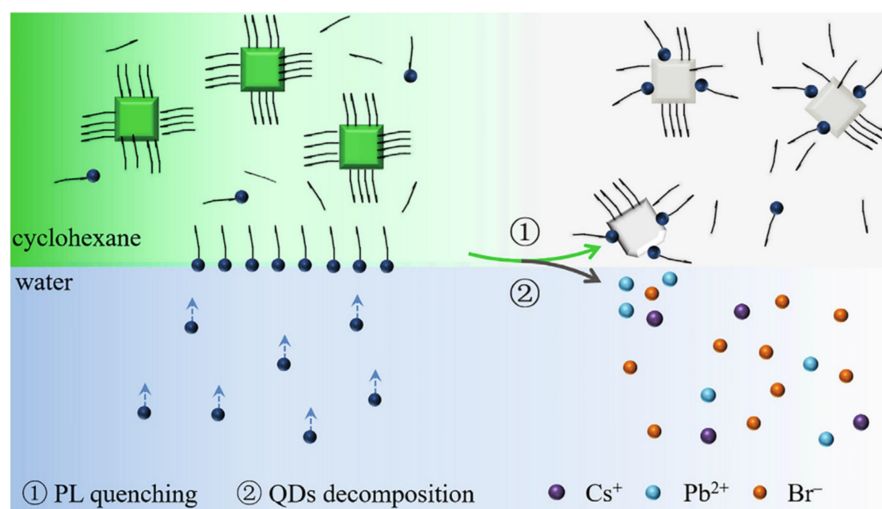 cyclohexane
water
①
②
① PL quenching ② QDs decomposition Cs⁺ Pb²⁺ Br⁻